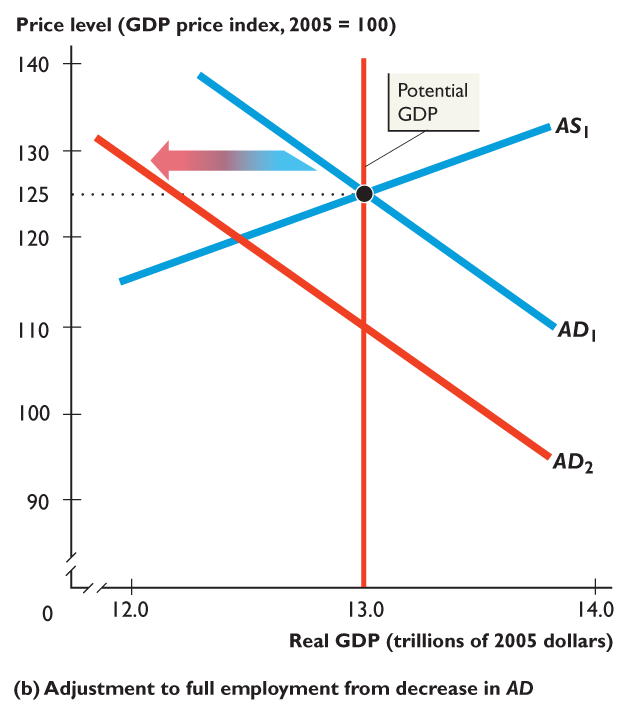 Price level (GDP price index, 2005 = 100)
140
Potential
GDP
AS1
130
125
120
110
AD1
100
AD2
90
0
12.0
13.0
14.0
Real GDP (trillions of 2005 dollars)
(b) Adjustment to full employment from decrease in AD